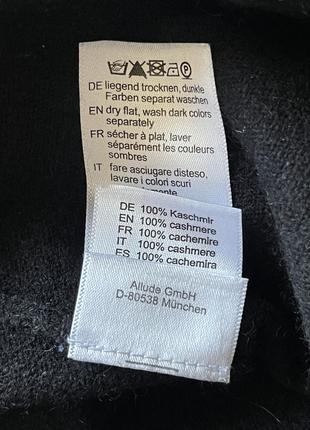 DE liegend trocknen, dunkle
Farben separat waschen
EN dry flat, wash dark colors
separately
FR sécher à plat, laver
séparément les couleurs
sombres
IT fare asciugare disteso,
lavare i colori scuri
DE 100% Kaschmir
EN 100% cashmere
FR 100% cachemire
IT 100% cashmere
ES 100% cachemira
Allude GmbH
D-80538 München